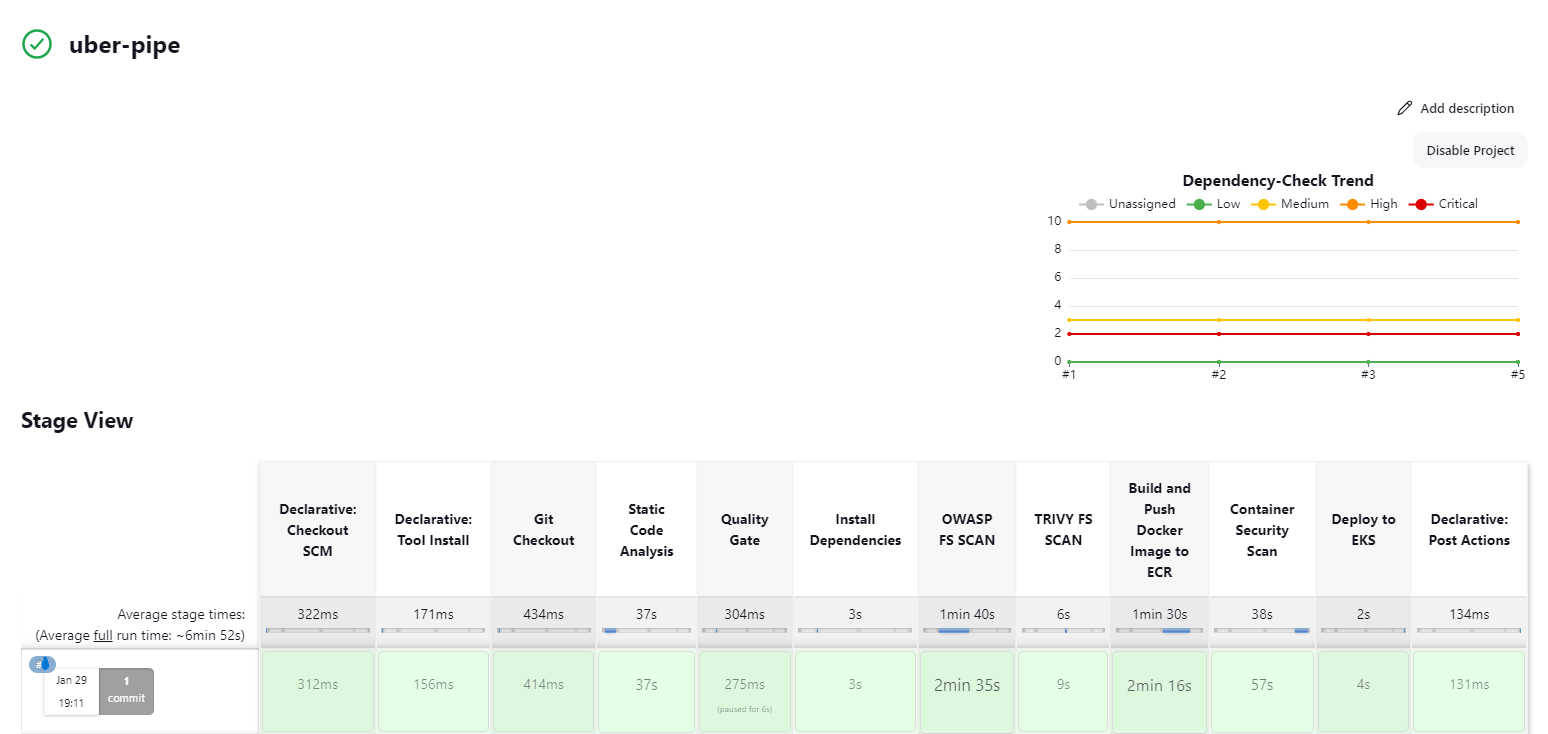 uber-pipe
Add description
Disable Project
Dependency-Check Trend
Unassigned Low Medium High Critical
10
8
6
4
2
0
#1 #2 #3 #5
Stage View
Declarative: Checkout SCM
Declarative: Tool Install
Git Checkout
Static Code Analysis
Quality Gate
Install Dependencies
OWASP FS SCAN
TRIVY FS SCAN
Build and Push Docker Image to ECR
Container Security Scan
Deploy to EKS
Declarative: Post Actions
Average stage times:
(Average full run time: ~6min 52s)
322ms 171ms 434ms 37s 304ms 3s 1min 40s 6s 1min 30s 38s 2s 134ms
Jan 29
19:11
1
commit
312ms 156ms 414ms 37s 275ms 3s 2min 35s 9s 2min 16s 57s 4s 131ms
(paused for 6s)